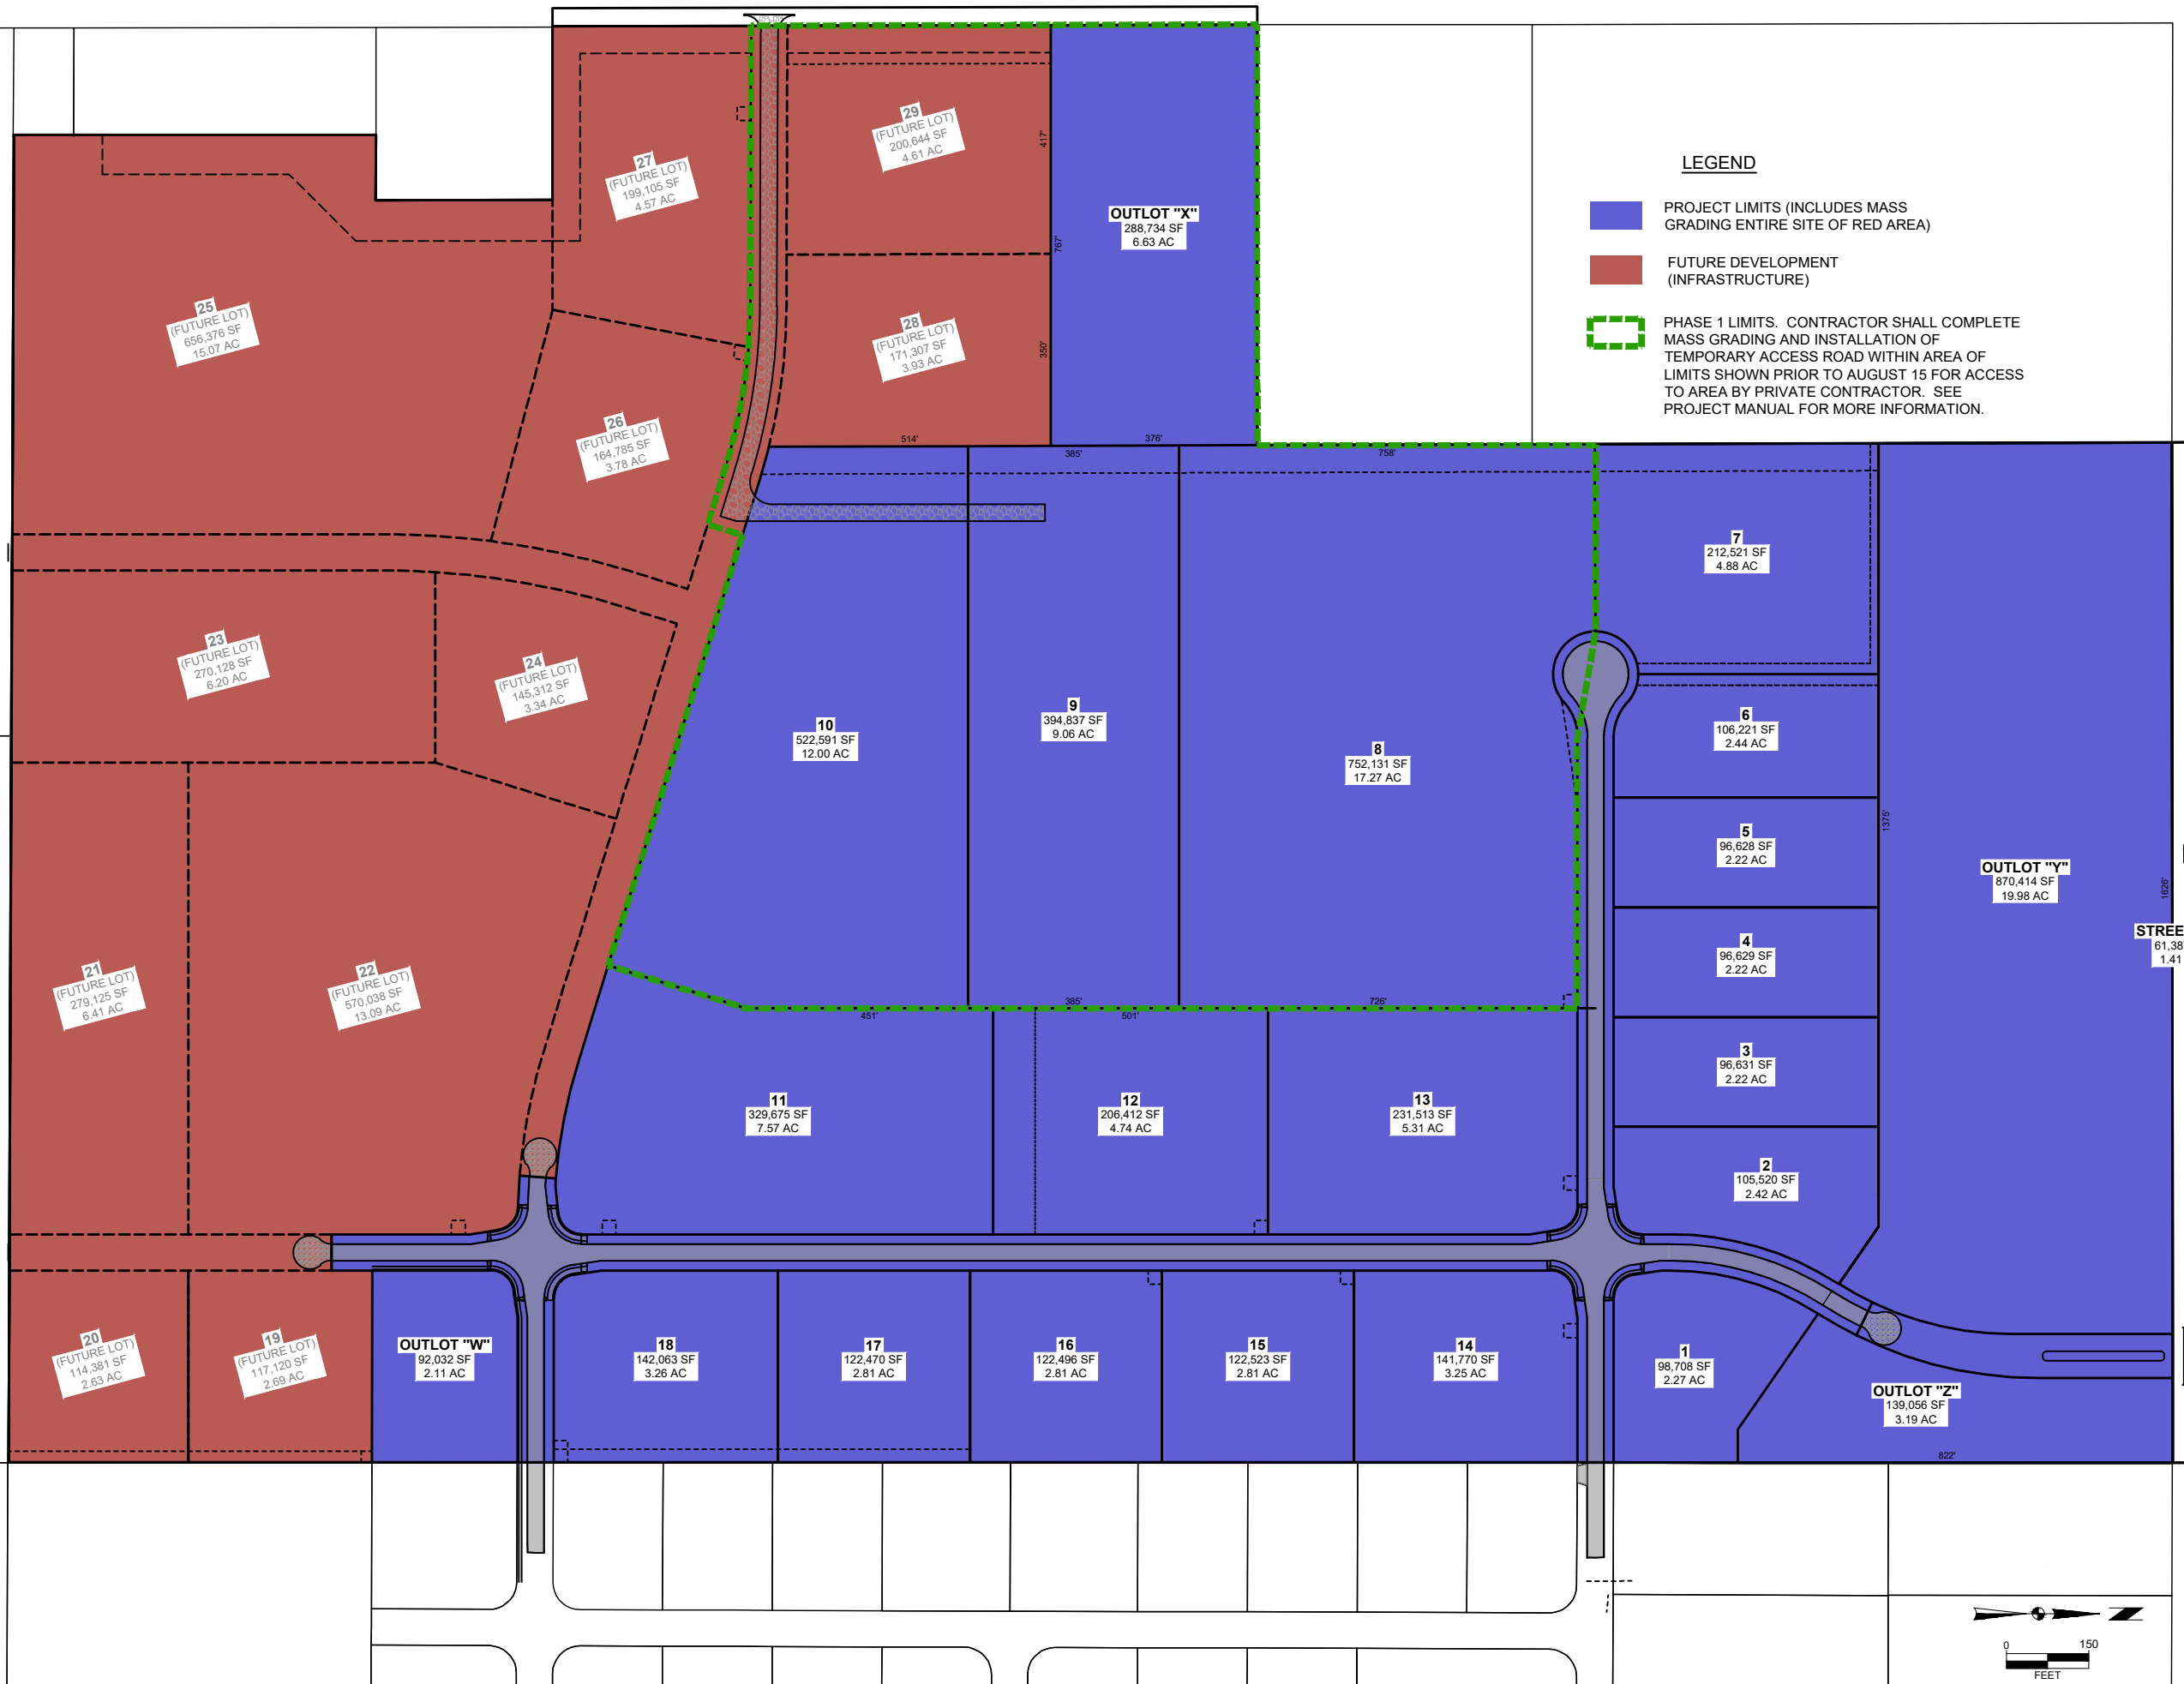 LEGEND
PROJECT LIMITS (INCLUDES MASS
GRADING ENTIRE SITE OF RED AREA)
FUTURE DEVELOPMENT
(INFRASTRUCTURE)
PHASE 1 LIMITS. CONTRACTOR SHALL COMPLETE
MASS GRADING AND INSTALLATION OF
TEMPORARY ACCESS ROAD WITHIN AREA OF
LIMITS SHOWN PRIOR TO AUGUST 15 FOR ACCESS
TO AREA BY PRIVATE CONTRACTOR. SEE
PROJECT MANUAL FOR MORE INFORMATION.
29
(FUTURE LOT)
200,644 SF
4.61 AC
417'
27
(FUTURE LOT)
199,105 SF
4.57 AC
OUTLOT "X"
288,734 SF
6.63 AC
767'
25
(FUTURE LOT)
656,376 SF
15.07 AC
28
(FUTURE LOT)
171,307 SF
3.93 AC
350'
26
(FUTURE LOT)
164,785 SF
3.78 AC
514'
376'
385'
758'
7
212,521 SF
4.88 AC
23
(FUTURE LOT)
270,128 SF
6.20 AC
24
(FUTURE LOT)
145,312 SF
3.34 AC
10
522,591 SF
12.00 AC
9
394,837 SF
9.06 AC
8
752,131 SF
17.27 AC
6
106,221 SF
2.44 AC
5
96,628 SF
2.22 AC
1375'
OUTLOT "Y"
870,414 SF
19.98 AC
1626'
4
96,629 SF
2.22 AC
STREE
61,38
1.41
21
(FUTURE LOT)
279,125 SF
6.41 AC
22
(FUTURE LOT)
570,038 SF
13.09 AC
385'
726'
451'
501'
3
96,631 SF
2.22 AC
11
329,675 SF
7.57 AC
12
206,412 SF
4.74 AC
13
231,513 SF
5.31 AC
2
105,520 SF
2.42 AC
20
(FUTURE LOT)
114,381 SF
2.63 AC
19
(FUTURE LOT)
117,120 SF
2.69 AC
OUTLOT "W"
92,032 SF
2.11 AC
18
142,063 SF
3.26 AC
17
122,470 SF
2.81 AC
16
122,496 SF
2.81 AC
15
122,523 SF
2.81 AC
14
141,770 SF
3.25 AC
1
98,708 SF
2.27 AC
OUTLOT "Z"
139,056 SF
3.19 AC
822'
Z
0 150
FEET